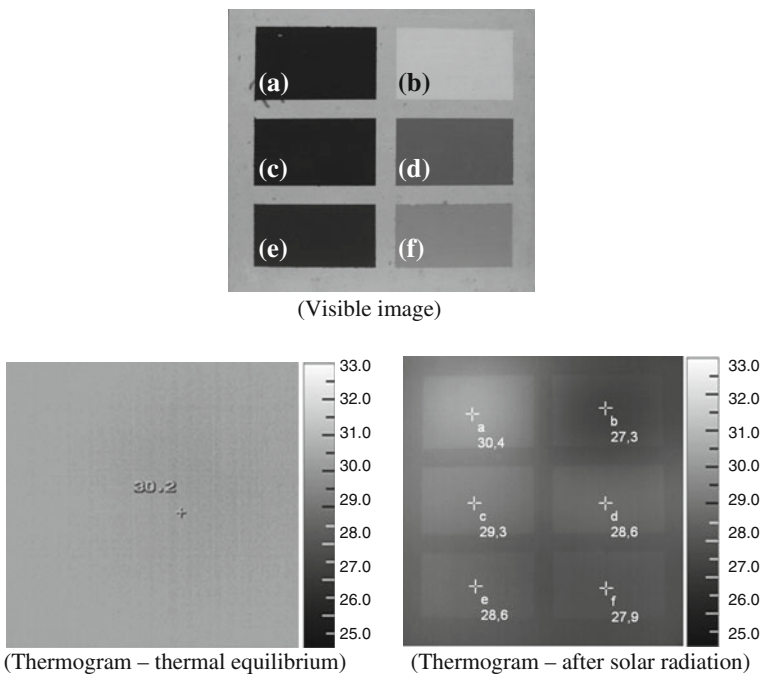 (a)
(b)
(c)
(d)
(e)
(f)
(Visible image)
30.2
33.0
32.0
31.0
30.0
29.0
28.0
27.0
26.0
25.0
(Thermogram – thermal equilibrium)
a
30,4
b
27,3
c
29,3
d
28,6
e
28,6
f
27,9
33.0
32.0
31.0
30.0
29.0
28.0
27.0
26.0
25.0
(Thermogram – after solar radiation)